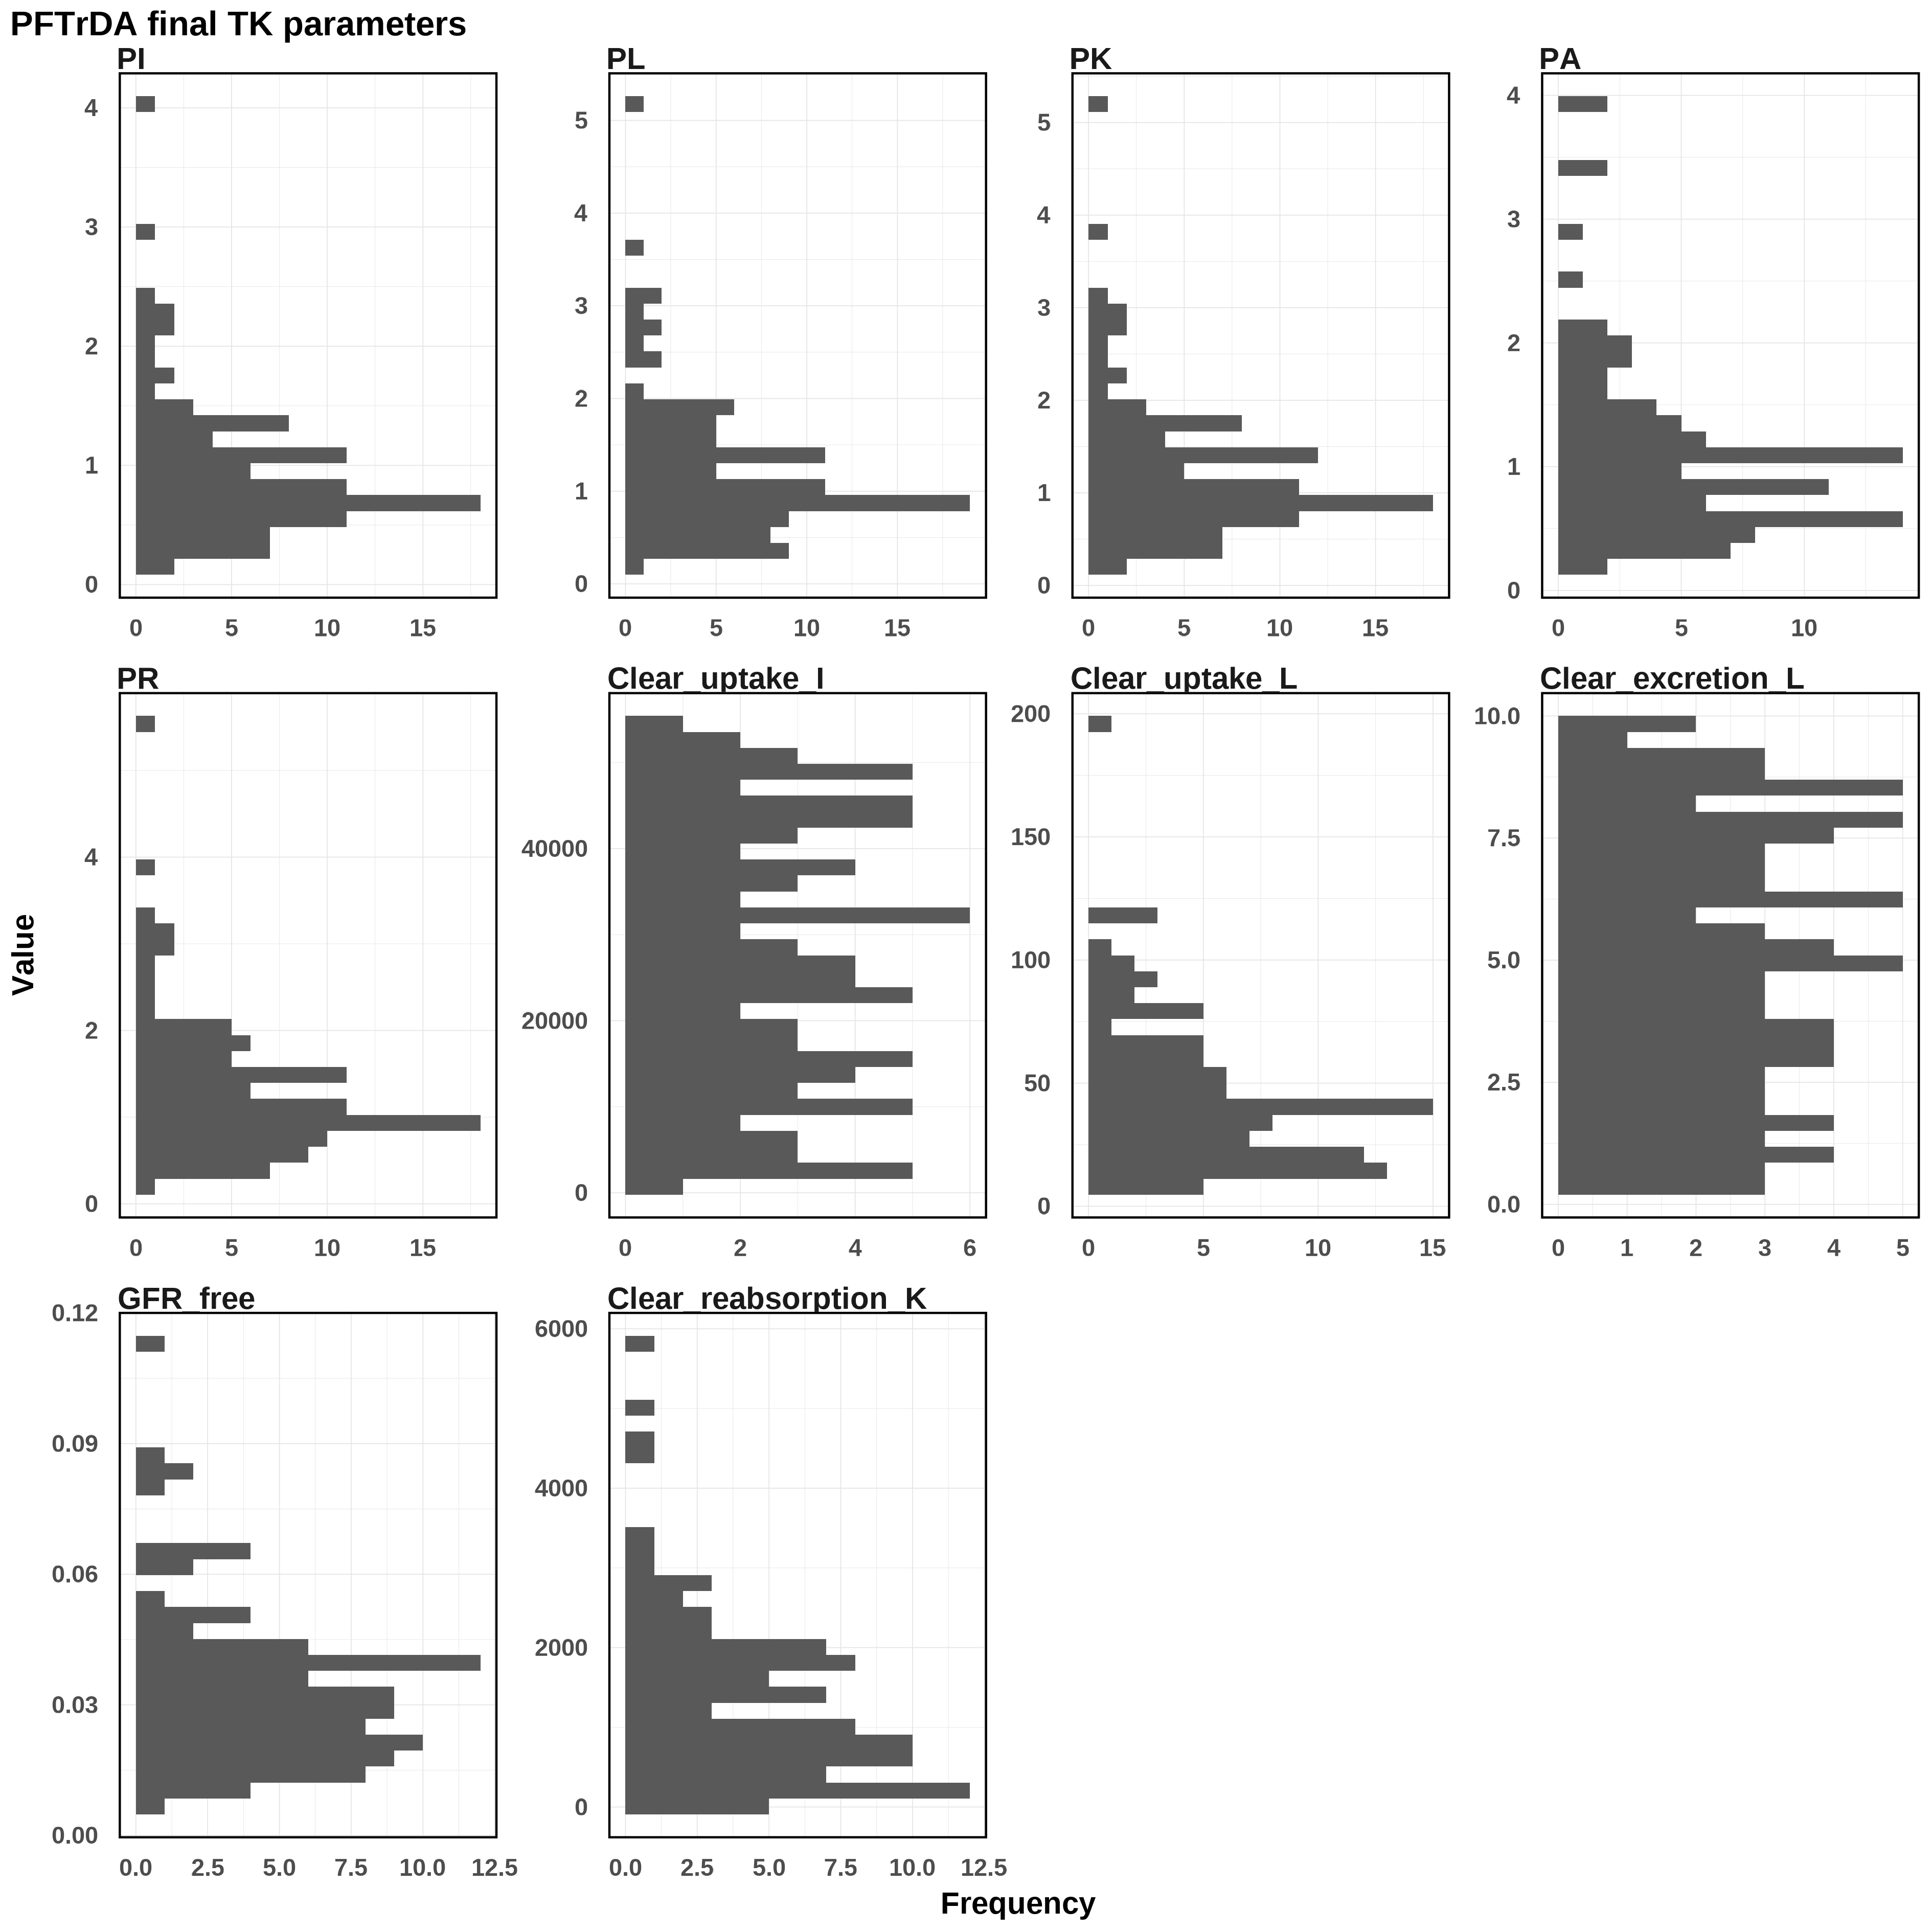 PFTrDA final TK parameters
PI PL PK PA
4
3
2
1
0
0 5 10 15
5
4
3
2
1
0
0 5 10 15
5
4
3
2
1
0
0 5 10 15
4
3
2
1
0
0 5 10
PR Clear_uptake_I Clear_uptake_L Clear_excretion_L
Value
4
2
0
0 5 10 15
40000
20000
0
0 2 4 6
200
150
100
50
0
0 5 10 15
10.0
7.5
5.0
2.5
0.0
0 1 2 3 4 5
GFR_free Clear_reabsorption_K
0.12
0.09
0.06
0.03
0.00
0.0 2.5 5.0 7.5 10.0 12.5
6000
4000
2000
0
0.0 2.5 5.0 7.5 10.0 12.5
Frequency